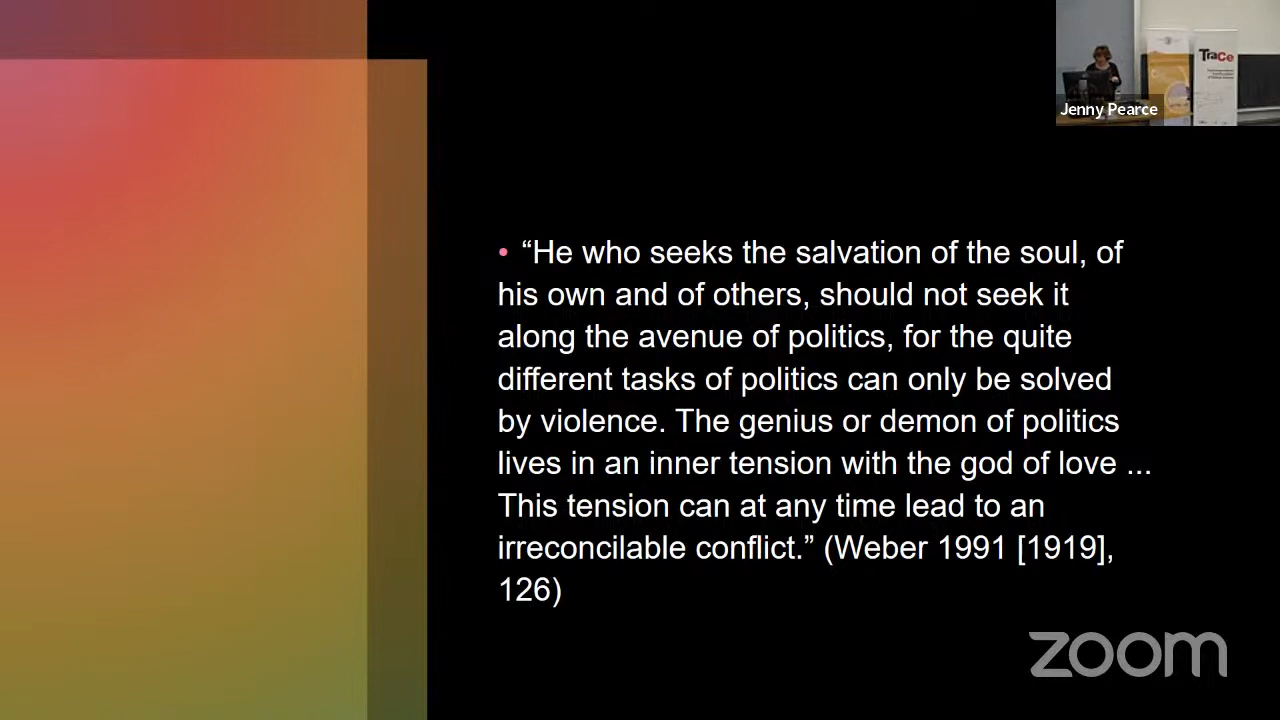 TraCe
Jenny Pearce
• “He who seeks the salvation of the soul, of
his own and of others, should not seek it
along the avenue of politics, for the quite
different tasks of politics can only be solved
by violence. The genius or demon of politics
lives in an inner tension with the god of love ...
This tension can at any time lead to an
irreconcilable conflict.” (Weber 1991 [1919],
126)
zoom